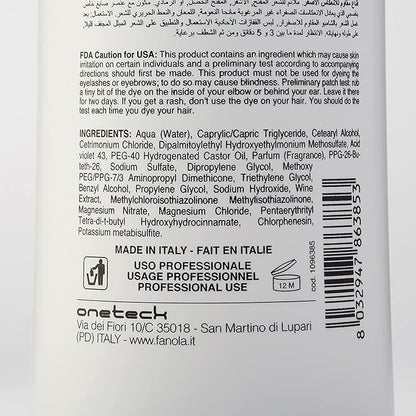 FDA Caution for USA: This product contains an ingredient which may cause skin
irritation on certain individuals and a preliminary test according to accompanying
directions should first be made. This product must not be used for dyeing the
eyelashes or eyebrows; to do so may cause blindness. Preliminary patch test rub
a tiny bit of the dye on the inside of your elbow or behind your ear. Leave it there
for two days. If you get a rash, don't use the dye on your hair. You should do the
test each time you use this product on your hair.
INGREDIENTS: Aqua (Water), Caprylic/Capric Triglyceride, Cetearyl Alcohol,
Cetrimonium Chloride, Dipalmitoylethyl Hydroxyethylmonium Methosulfate, Acid
violet 43, PEG-40 Hydrogenated Castor Oil, Parfum (Fragrance), PPG-26-Bu-
teth-26, Sodium Sulfate, Dipropylene Glycol, Methoxy
PEG/PPG-7/3 Aminopropyl Dimethicone, Triethylene Glycol,
Benzyl Alcohol, Propylene Glycol, Sodium Hydroxide, Wine
Extract, Methylchloroisothiazolinone Methylisothiazolinone,
Magnesium Nitrate, Magnesium Chloride, Pentaerythrityl
Tetra-di-t-butyl Hydroxyhydrocinnamate, Chlorphenesin,
Potassium metabisulfite.
MADE IN ITALY - FAIT EN ITALIE
USO PROFESSIONALE
USAGE PROFESSIONNEL
PROFESSIONAL USE
12 M
cod. 1096385
8 032947 863853
onetech
Via dei Fiori 10/C 35018 - San Martino di Lupari
(PD) ITALY - www.fanola.it